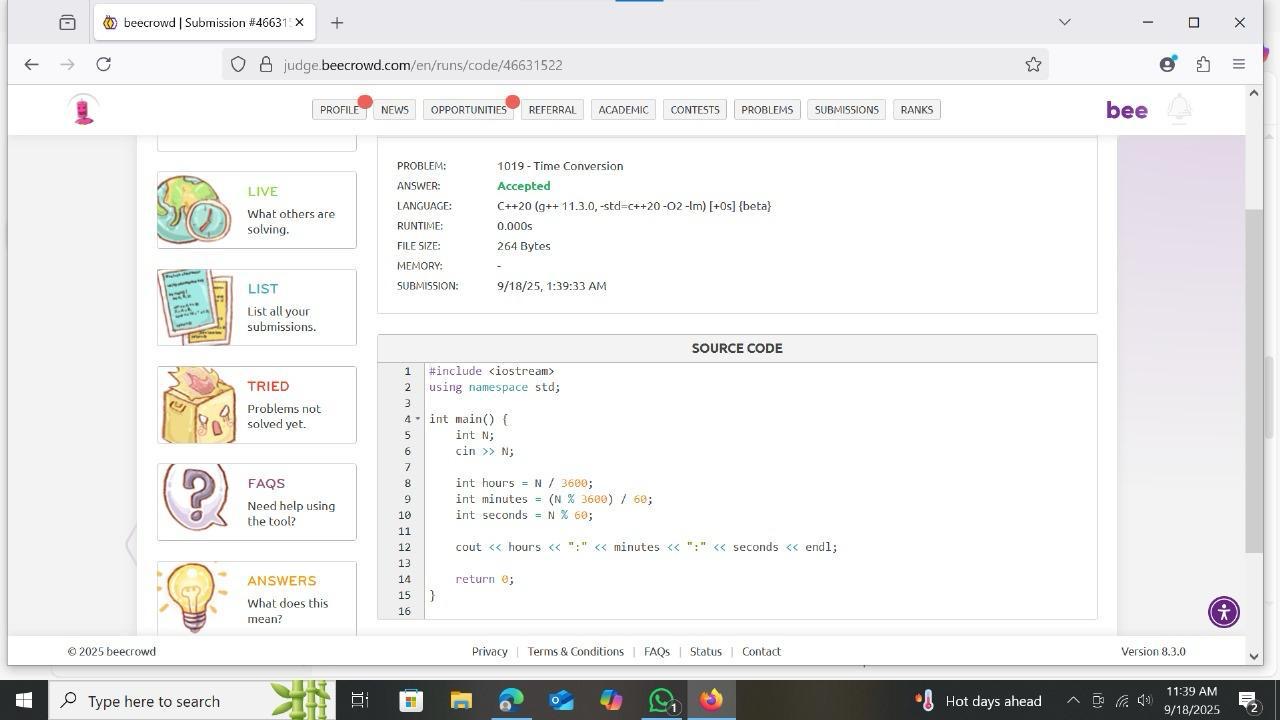 beecrowd | Submission #46631
judge.beecrowd.com/en/runs/code/46631522
PROFILE NEWS OPPORTUNITIES REFERRAL ACADEMIC CONTESTS PROBLEMS SUBMISSIONS RANKS
bee
LIVE
What others are
solving.
LIST
List all your
submissions.
TRIED
Problems not
solved yet.
FAQS
Need help using
the tool?
ANSWERS
What does this
mean?
PROBLEM: 1019 - Time Conversion
ANSWER: Accepted
LANGUAGE: C++20 (g++ 11.3.0, -std=c++20 -O2 -lm) [+0s] {beta}
RUNTIME: 0.000s
FILE SIZE: 264 Bytes
MEMORY: -
SUBMISSION: 9/18/25, 1:39:33 AM
SOURCE CODE
1 #include <iostream>
2 using namespace std;
3
4 int main() {
5 int N;
6 cin >> N;
7
8 int hours = N / 3600;
9 int minutes = (N % 3600) / 60;
10 int seconds = N % 60;
11
12 cout << hours << ":" << minutes << ":" << seconds << endl;
13
14 return 0;
15 }
16
© 2025 beecrowd
Privacy | Terms & Conditions | FAQs | Status | Contact
Version 8.3.0
Type here to search
1
Hot days ahead
11:39 AM
9/18/2025
2